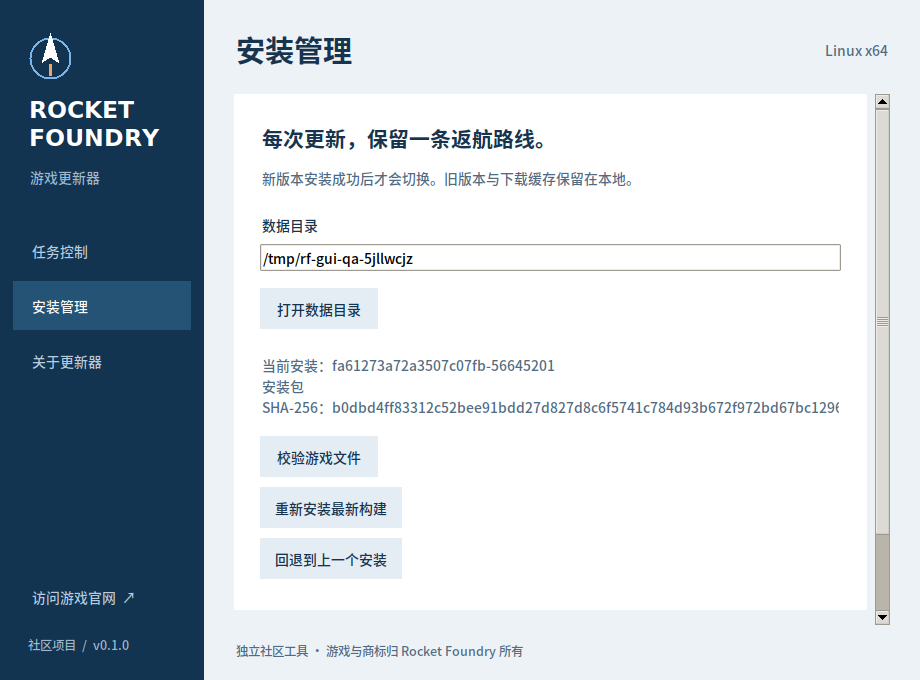 ROCKET
FOUNDRY
游戏更新器
任务控制
安装管理
关于更新器
访问游戏官网 ↗
社区项目 / v0.1.0
安装管理
Linux x64
每次更新，保留一条返航路线。
新版本安装成功后才会切换。旧版本与下载缓存保留在本地。
数据目录
/tmp/rf-gui-qa-5jllwcjz
打开数据目录
当前安装：fa61273a72a3507c07fb-56645201
安装包
SHA-256：b0dbd4ff83312c52bee91bdd27d827d8c6f5741c784d93b672f972bd67bc1296
校验游戏文件
重新安装最新构建
回退到上一个安装
独立社区工具 · 游戏与商标归 Rocket Foundry 所有